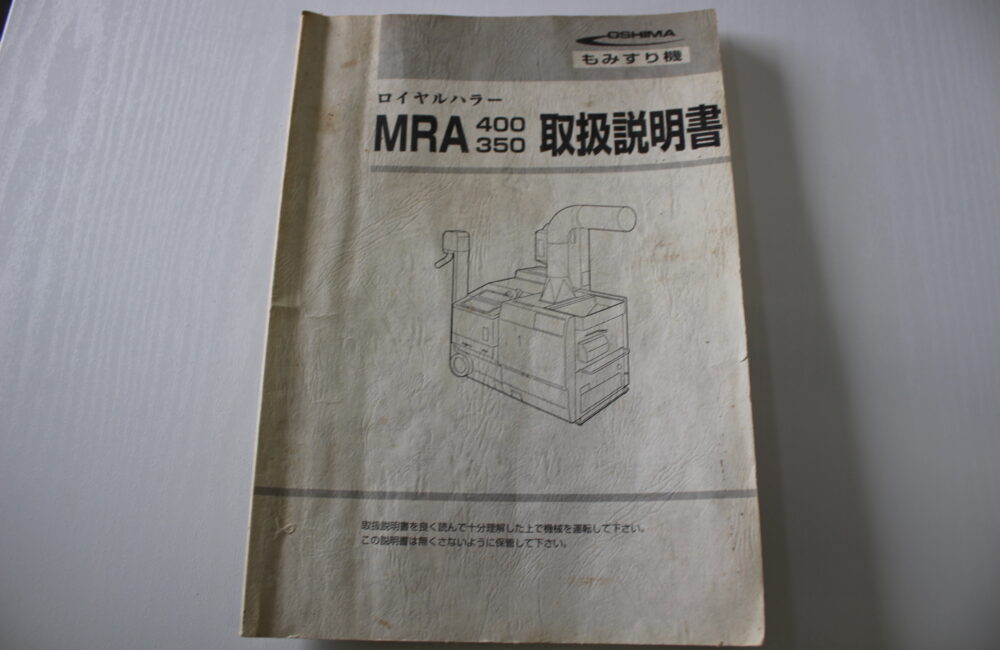 OSHIMA
もみすり機
ロイヤルハラー
MRA 400 350 取扱説明書
取扱説明書を良く読んで十分理解した上で機械を運転して下さい。
この説明書は無くさないように保管して下さい。